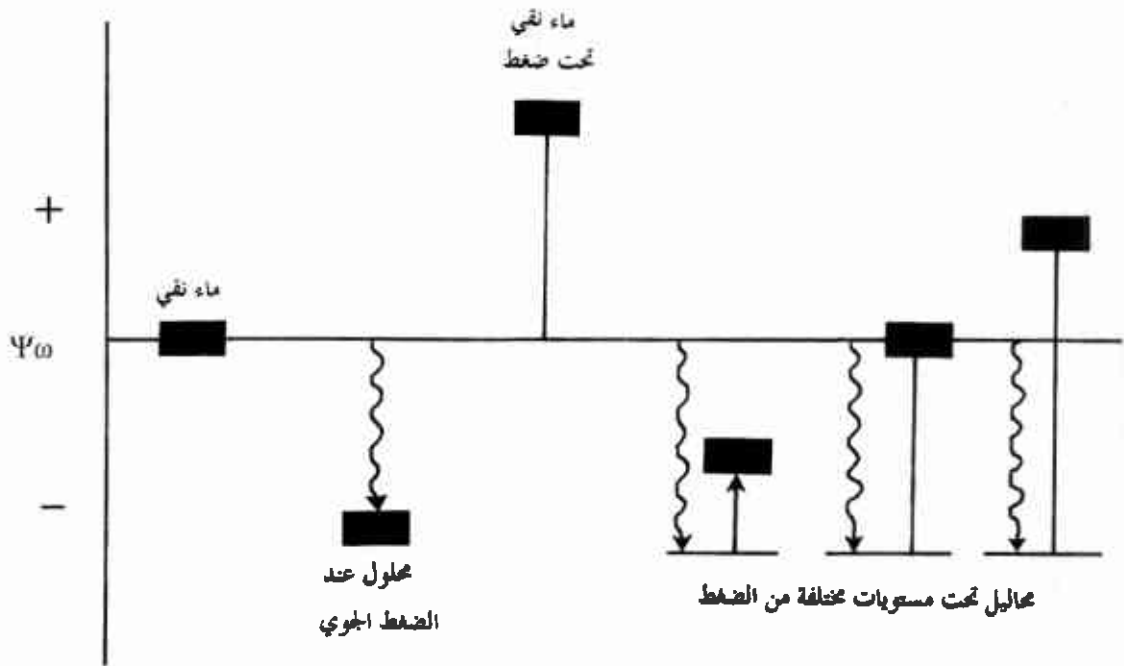 ماء نقي
تحت ضغط
+
ماء نقي
Ψω
−
محلول عند
الضغط الجوي
محاليل تحت مستويات مختلفة من الضغط